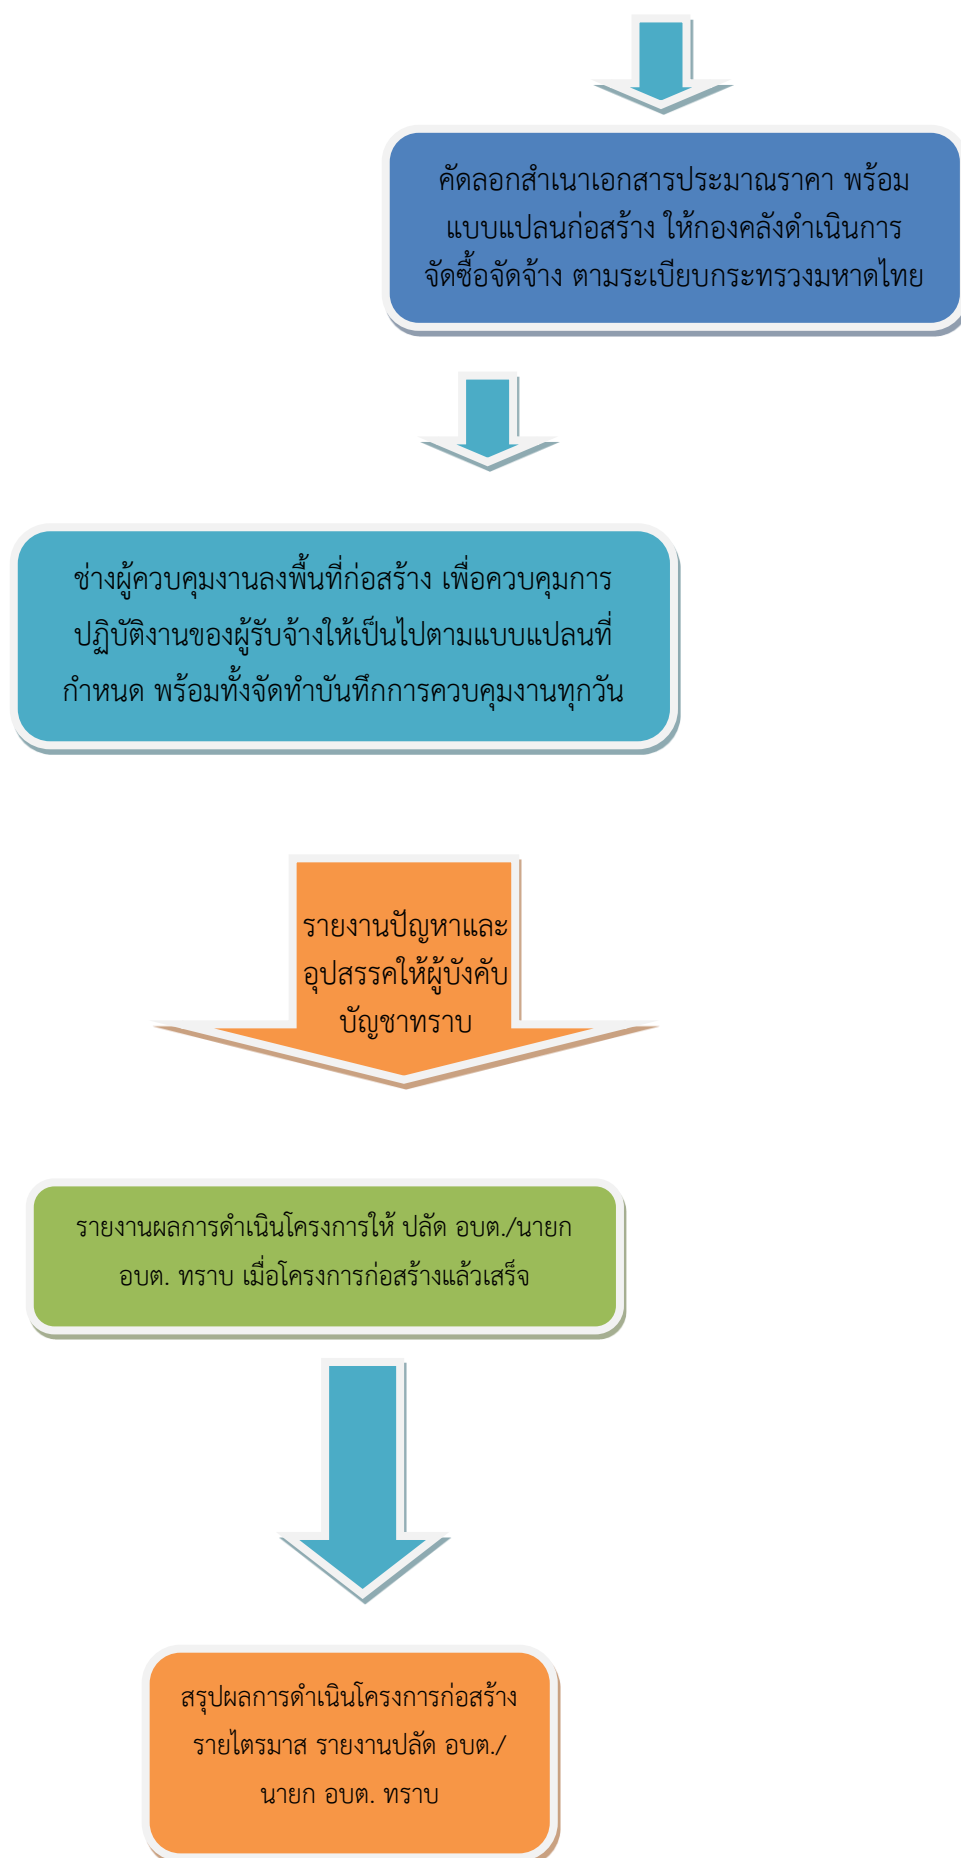 คัดลอกสำเนาเอกสารประมาณราคา พร้อม
แบบแปลนก่อสร้าง ให้กองคลังดำเนินการ
จัดซื้อจัดจ้าง ตามระเบียบกระทรวงมหาดไทย
ช่างผู้ควบคุมงานลงพื้นที่ก่อสร้าง เพื่อควบคุมการ
ปฏิบัติงานของผู้รับจ้างให้เป็นไปตามแบบแปลนที่
กำหนด พร้อมทั้งจัดทำบันทึกการควบคุมงานทุกวัน
รายงานปัญหาและ
อุปสรรคให้ผู้บังคับ
บัญชาทราบ
รายงานผลการดำเนินโครงการให้ ปลัด อบต./นายก
อบต. ทราบ เมื่อโครงการก่อสร้างแล้วเสร็จ
สรุปผลการดำเนินโครงการก่อสร้าง
รายไตรมาส รายงานปลัด อบต./
นายก อบต. ทราบ